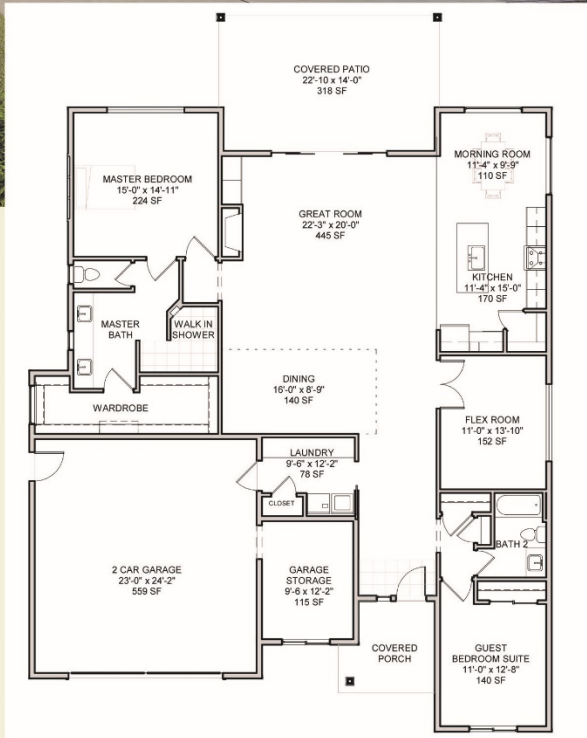 COVERED PATIO
22'-10 x 14'-0"
318 SF
MASTER BEDROOM
15'-0" x 14'-11"
224 SF
MORNING ROOM
11'-4" x 9'-9"
110 SF
GREAT ROOM
22'-3" x 20'-0"
445 SF
KITCHEN
11'-4" x 15'-0"
170 SF
MASTER
BATH
WALK IN
SHOWER
DINING
16'-0" x 8'-9"
140 SF
WARDROBE
FLEX ROOM
11'-0" x 13'-10"
152 SF
LAUNDRY
9'-6" x 12'-2"
78 SF
CLOSET
BATH 2
2 CAR GARAGE
23'-0" x 24'-2"
559 SF
GARAGE
STORAGE
9'-6 x 12'-2"
115 SF
COVERED
PORCH
GUEST
BEDROOM SUITE
11'-0" x 12'-8"
140 SF